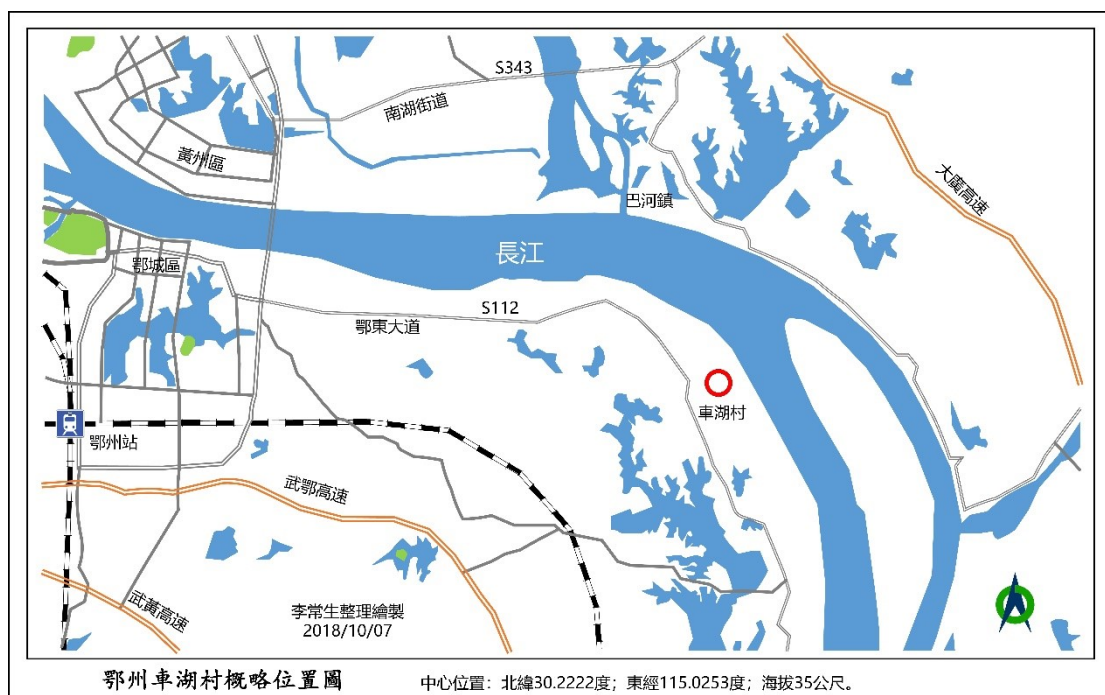 S343
南湖街道
黃州區
大廣高速
巴河鎮
長江
鄂城區
S112
鄂東大道
車湖村
鄂州站
武鄂高速
武黃高速
李常生整理繪製
2018/10/07
鄂州車湖村概略位置圖
中心位置：北緯30.2222度；東經115.0253度；海拔35公尺。